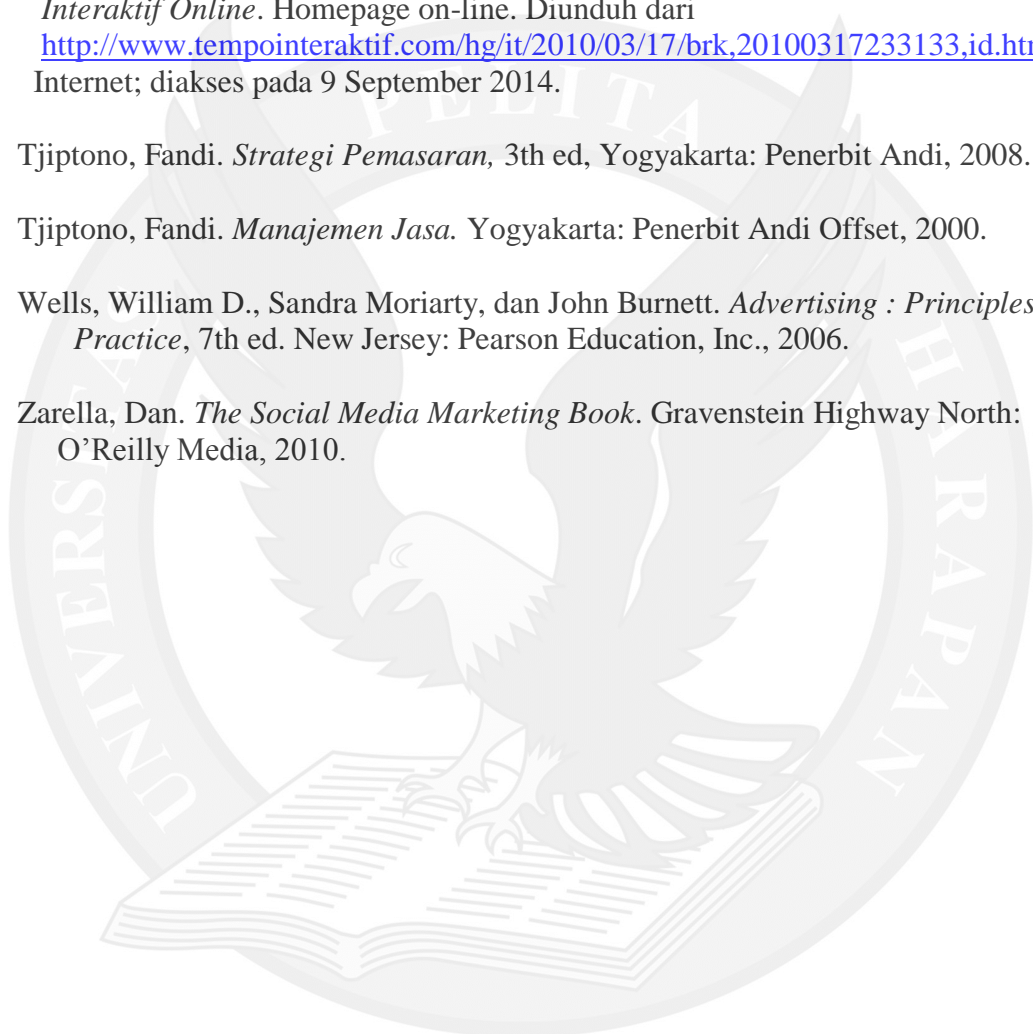 Interaktif Online. Homepage on-line. Diunduh dari
http://www.tempointeraktif.com/hg/it/2010/03/17/brk,20100317233133,id.htm
Internet; diakses pada 9 September 2014.
Tjiptono, Fandi. Strategi Pemasaran, 3th ed, Yogyakarta: Penerbit Andi, 2008.
Tjiptono, Fandi. Manajemen Jasa. Yogyakarta: Penerbit Andi Offset, 2000.
Wells, William D., Sandra Moriarty, dan John Burnett. Advertising : Principles
Practice, 7th ed. New Jersey: Pearson Education, Inc., 2006.
Zarella, Dan. The Social Media Marketing Book. Gravenstein Highway North:
O’Reilly Media, 2010.
UNIVERSITAS PELITA HARAPAN